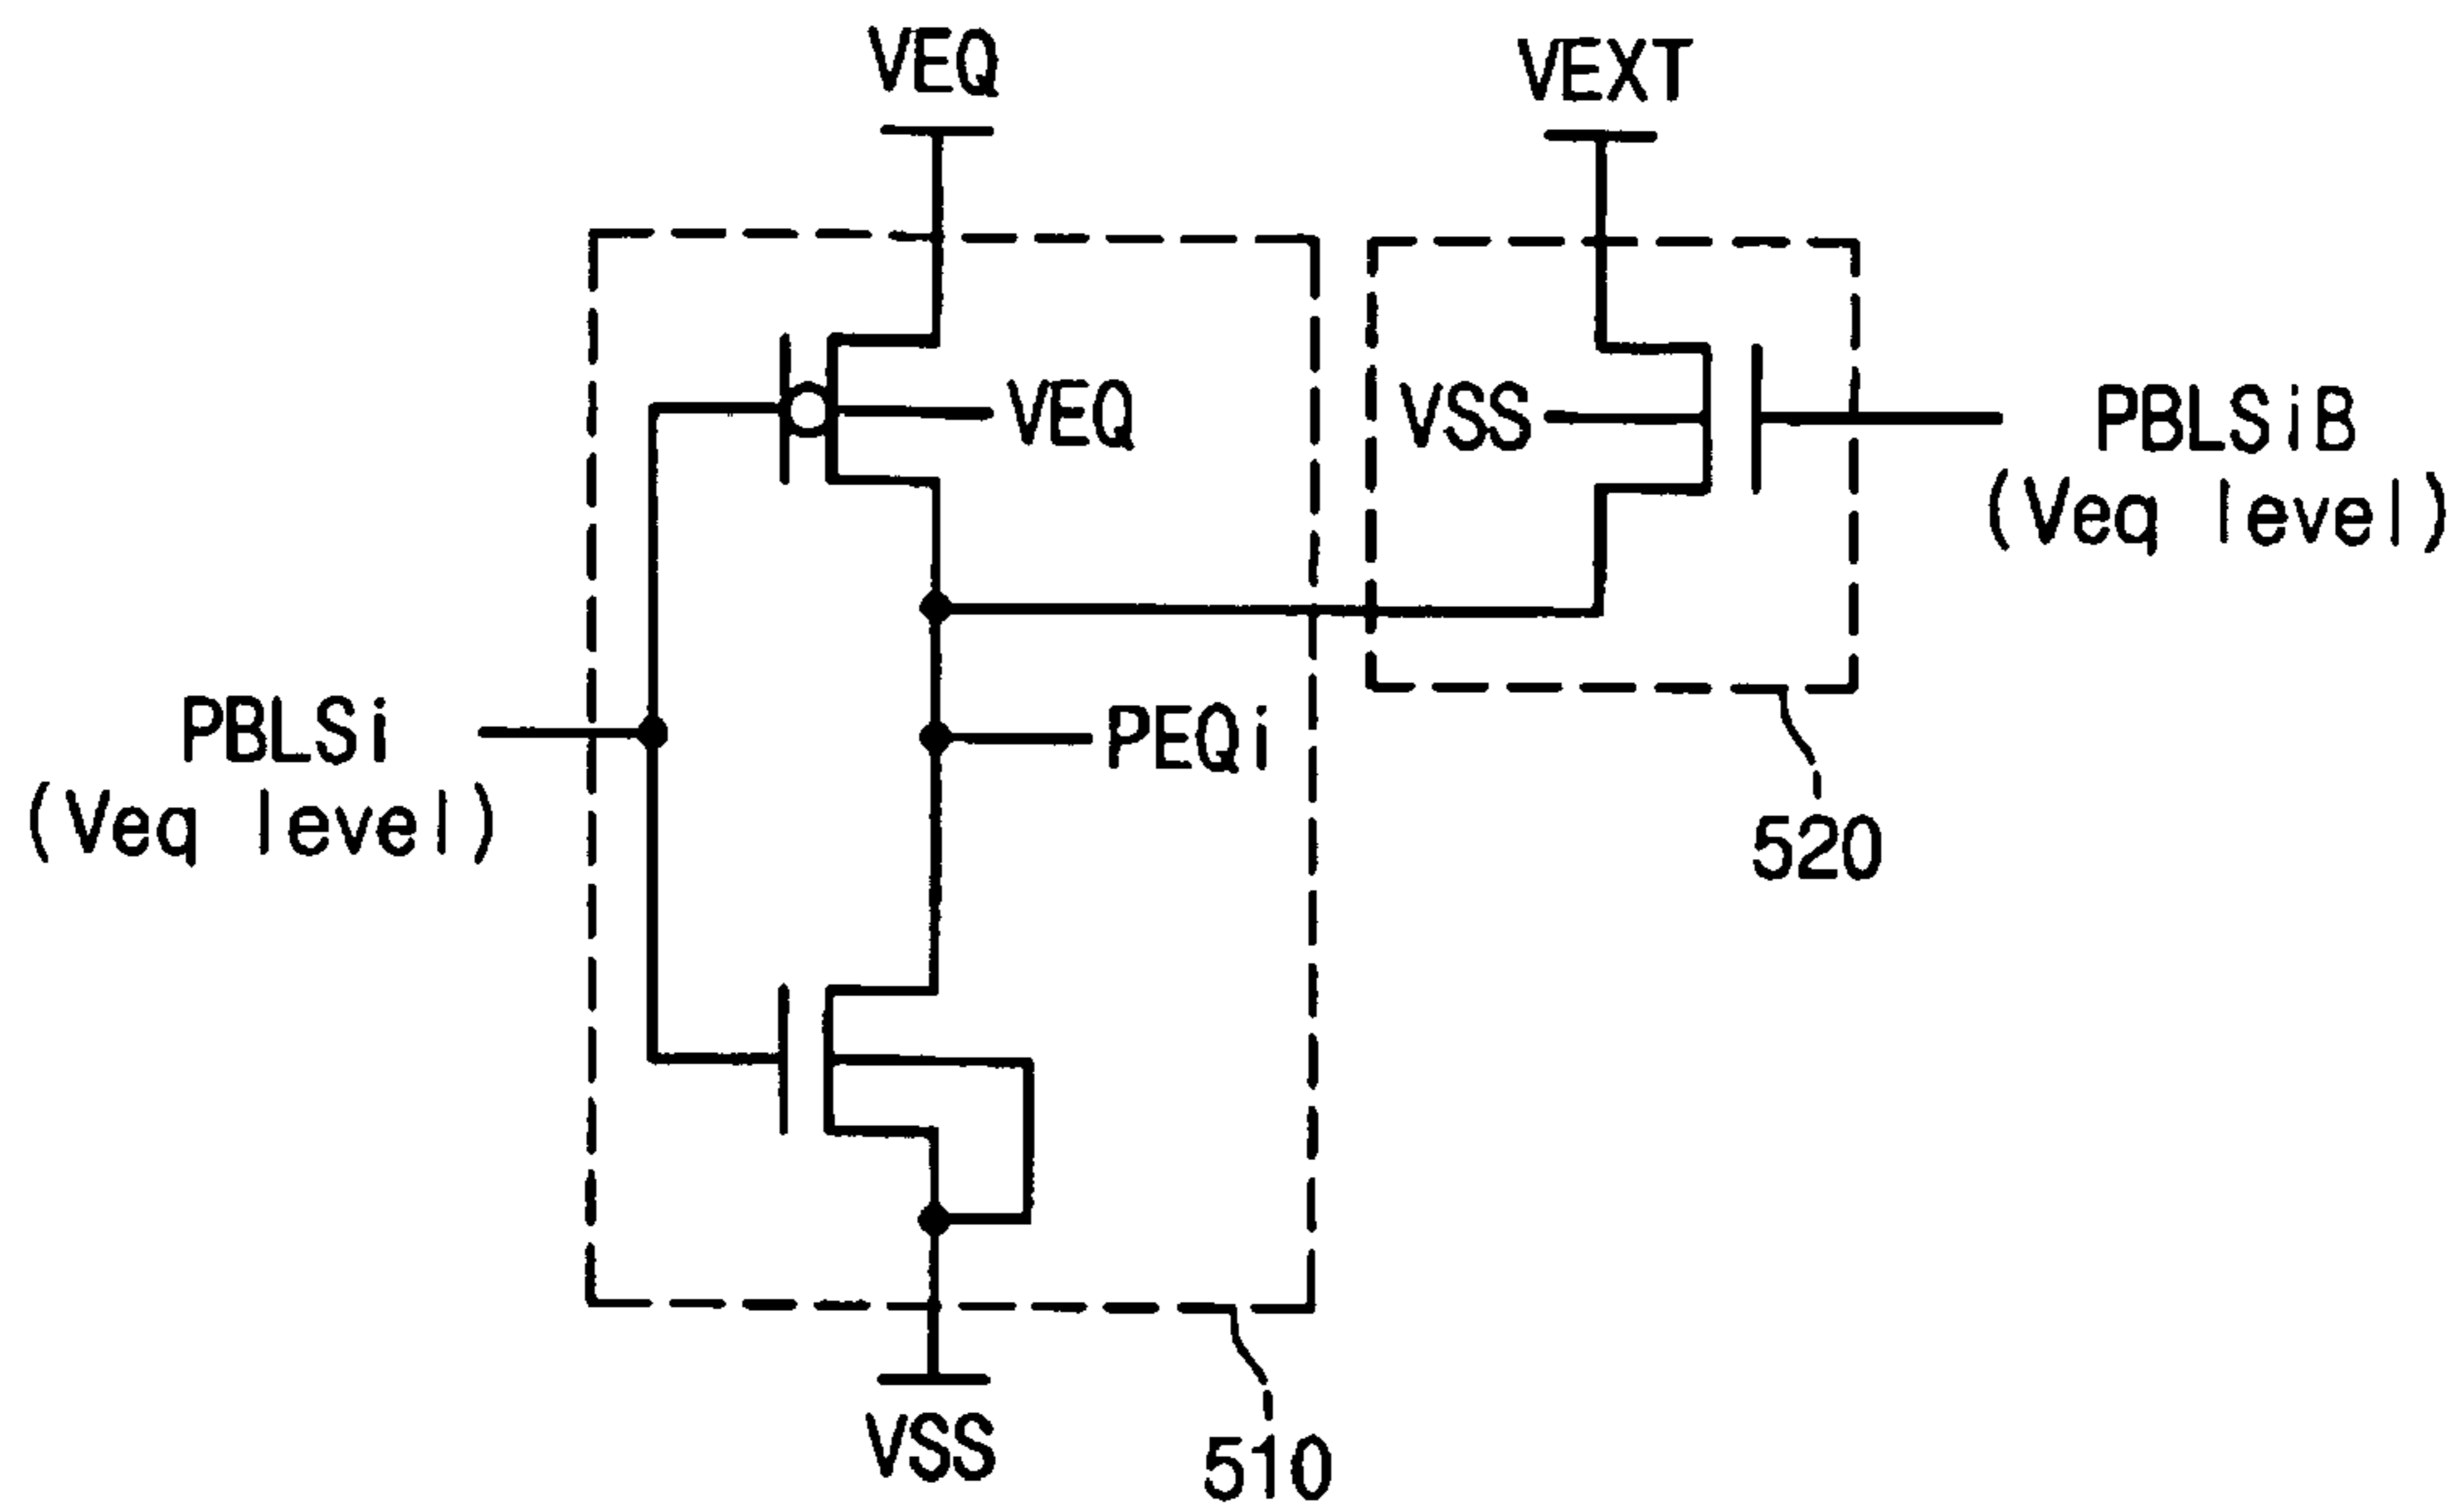 VEQ
VEXT
VEQ
VSS
PBLSiB
(Veq level)
PBLSi
(Veq level)
PEQi
520
VSS
510